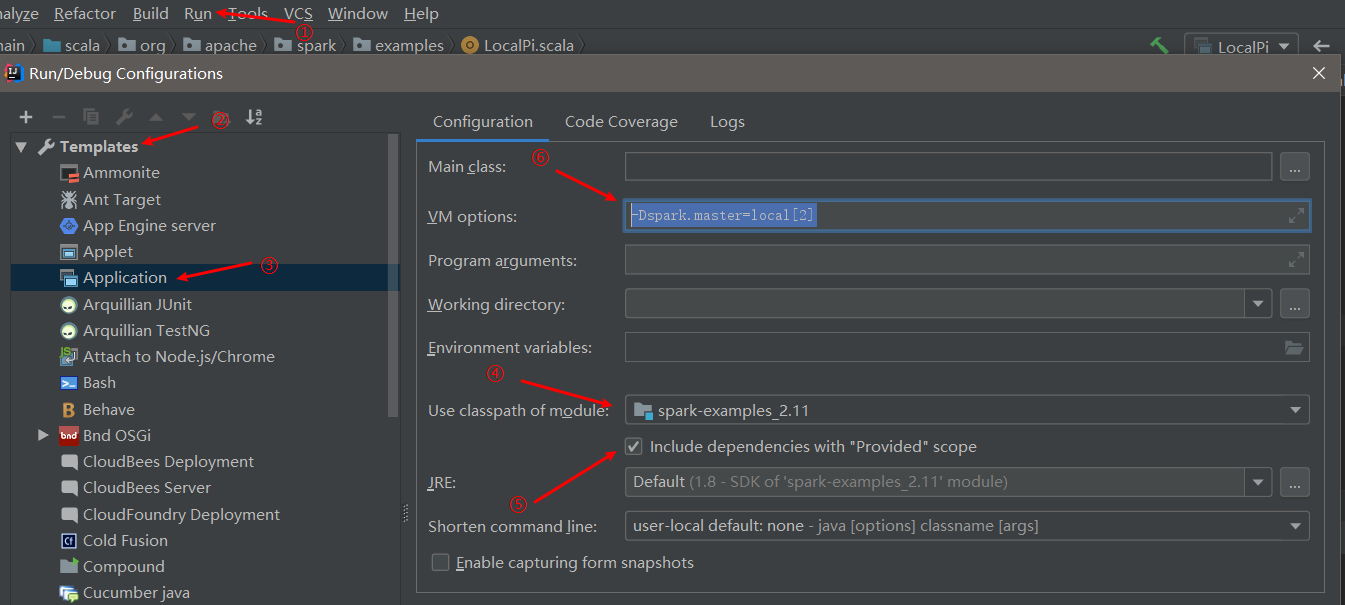 nalyze Refactor Build Run Tools VCS Window Help
①
nain scala org apache spark examples LocalPi.scala LocalPi
Run/Debug Configurations
②
Configuration Code Coverage Logs
Templates
Ammonite
Ant Target
App Engine server
Applet
Application
③
Arquillian JUnit
Arquillian TestNG
Attach to Node.js/Chrome
Bash
Behave
Bnd OSGi
CloudBees Deployment
CloudBees Server
CloudFoundry Deployment
Cold Fusion
Compound
Cucumber java
⑥
Main class:
...
VM options: -Dspark.master=local[2]
Program arguments:
Working directory:
...
Environment variables:
④
Use classpath of module: spark-examples_2.11
Include dependencies with "Provided" scope
⑤
JRE: Default (1.8 - SDK of 'spark-examples_2.11' module)
...
Shorten command line: user-local default: none - java [options] classname [args]
Enable capturing form snapshots